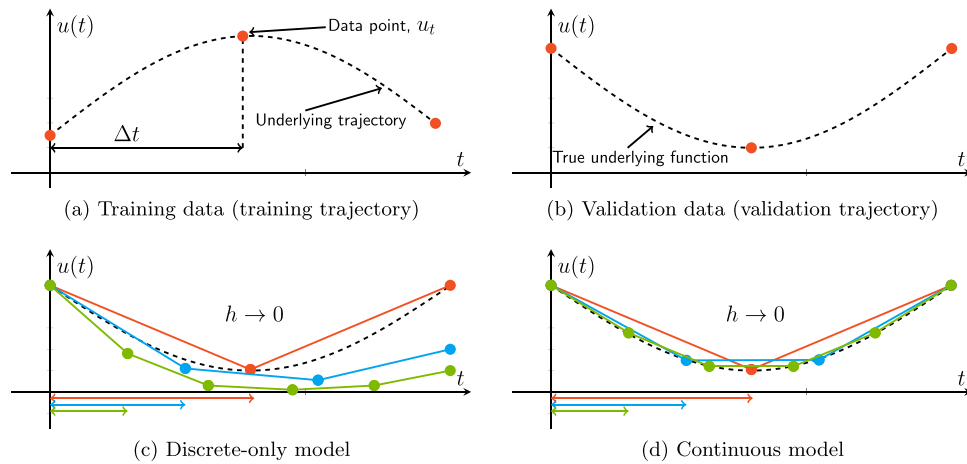 u(t)
Data point, uₜ
Underlying trajectory
Δt
t
(a) Training data (training trajectory)
u(t)
True underlying function
t
(b) Validation data (validation trajectory)
u(t)
h → 0
t
(c) Discrete-only model
u(t)
h → 0
t
(d) Continuous model